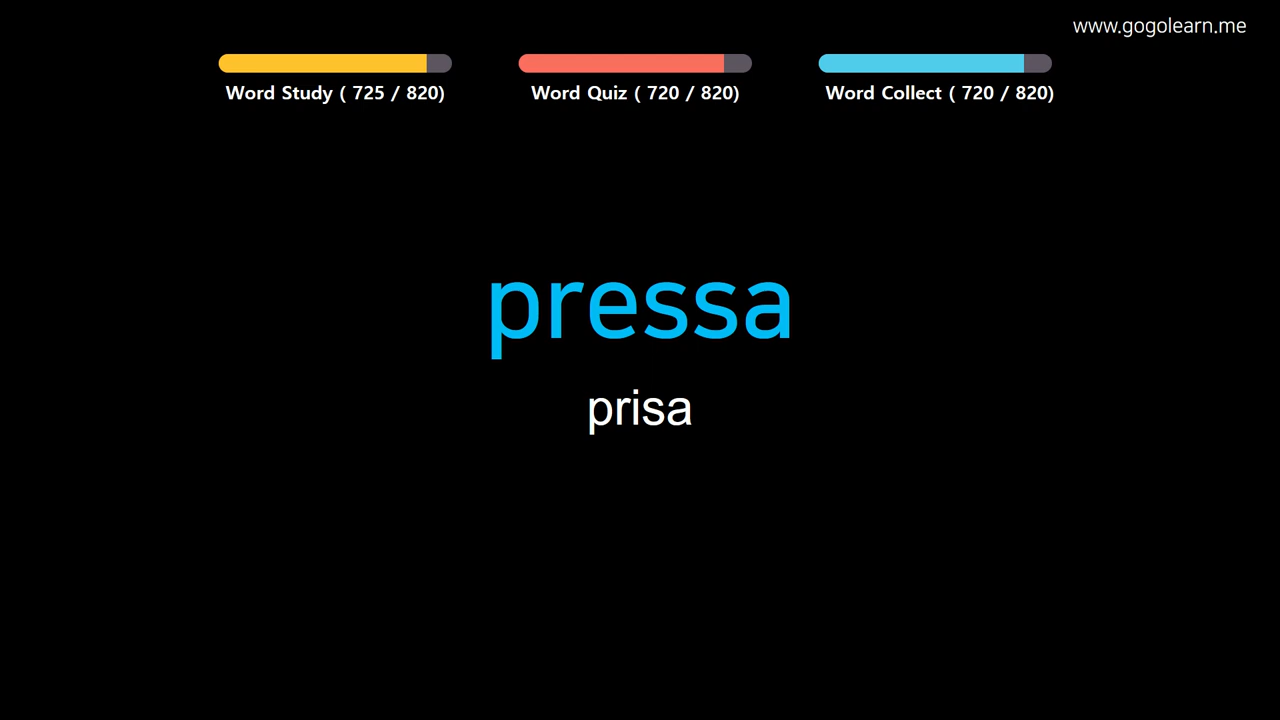 www.gogolearn.me
Word Study ( 725 / 820)
Word Quiz ( 720 / 820)
Word Collect ( 720 / 820)
pressa
prisa